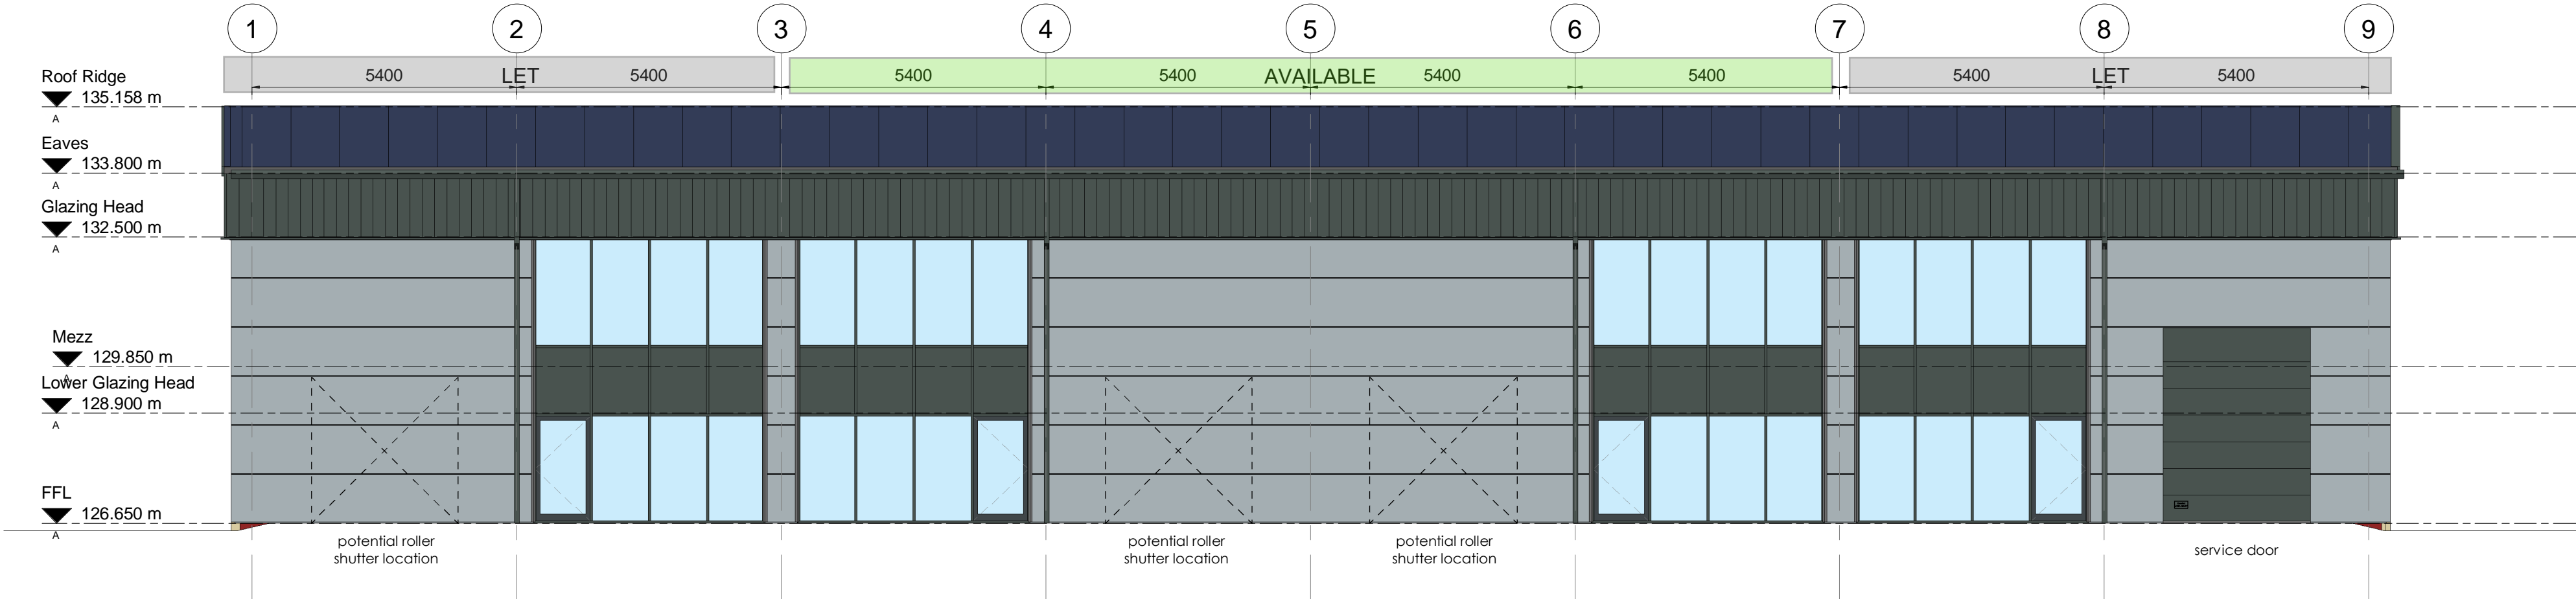 1 2 3 4 5 6 7 8 9
5400 LET 5400 5400 5400 AVAILABLE 5400 5400 5400 LET 5400
Roof Ridge
135.158 m
A
Eaves
133.800 m
A
Glazing Head
132.500 m
A
Mezz
129.850 m
A
Lower Glazing Head
128.900 m
A
FFL
126.650 m
A
potential roller
shutter location
potential roller
shutter location
potential roller
shutter location
service door